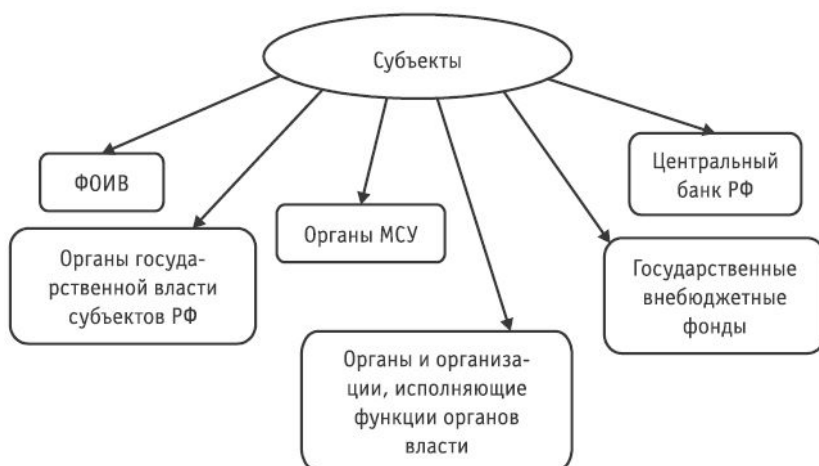 Субъекты
ФОИВ
Органы госуда-
рственной власти
субъектов РФ
Органы МСУ
Органы и организа-
ции, исполняющие
функции органов
власти
Центральный
банк РФ
Государственные
внебюджетные
фонды